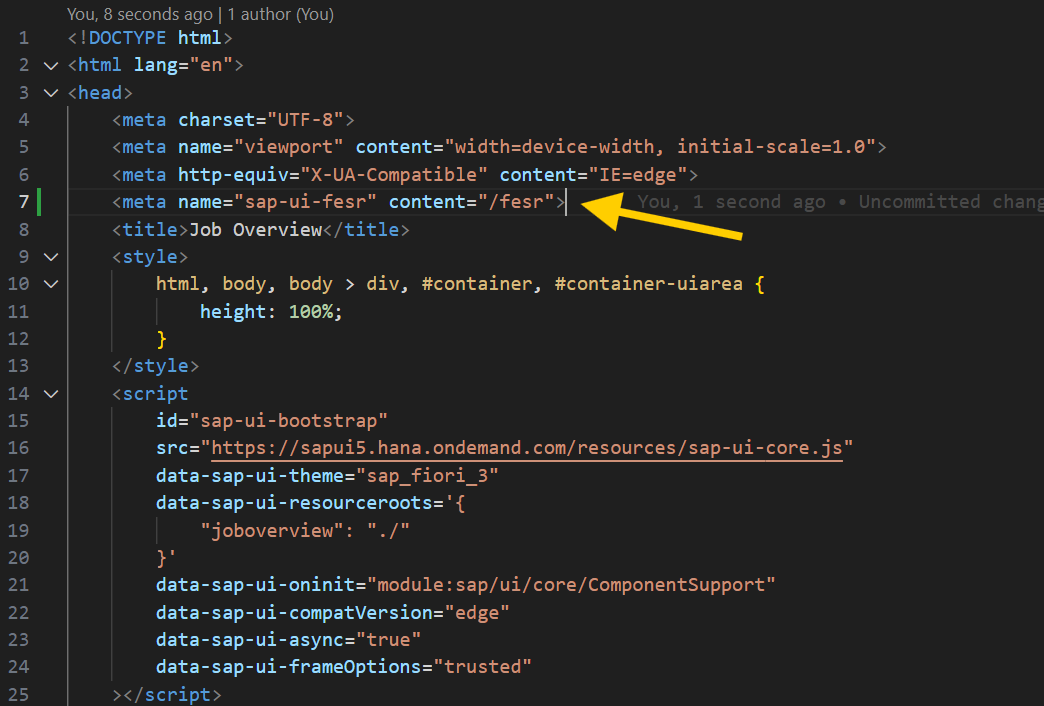 You, 8 seconds ago | 1 author (You)
1 <!DOCTYPE html>
2 <html lang="en">
3 <head>
4 <meta charset="UTF-8">
5 <meta name="viewport" content="width=device-width, initial-scale=1.0">
6 <meta http-equiv="X-UA-Compatible" content="IE=edge">
7 <meta name="sap-ui-fesr" content="/fesr"> You, 1 second ago • Uncommitted chang
8 <title>Job Overview</title>
9 <style>
10 html, body, body > div, #container, #container-uiarea {
11 height: 100%;
12 }
13 </style>
14 <script
15 id="sap-ui-bootstrap"
16 src="https://sapui5.hana.ondemand.com/resources/sap-ui-core.js"
17 data-sap-ui-theme="sap_fiori_3"
18 data-sap-ui-resourceroots='{
19 "joboverview": "./"
20 }'
21 data-sap-ui-oninit="module:sap/ui/core/ComponentSupport"
22 data-sap-ui-compatVersion="edge"
23 data-sap-ui-async="true"
24 data-sap-ui-frameOptions="trusted"
25 ></script>